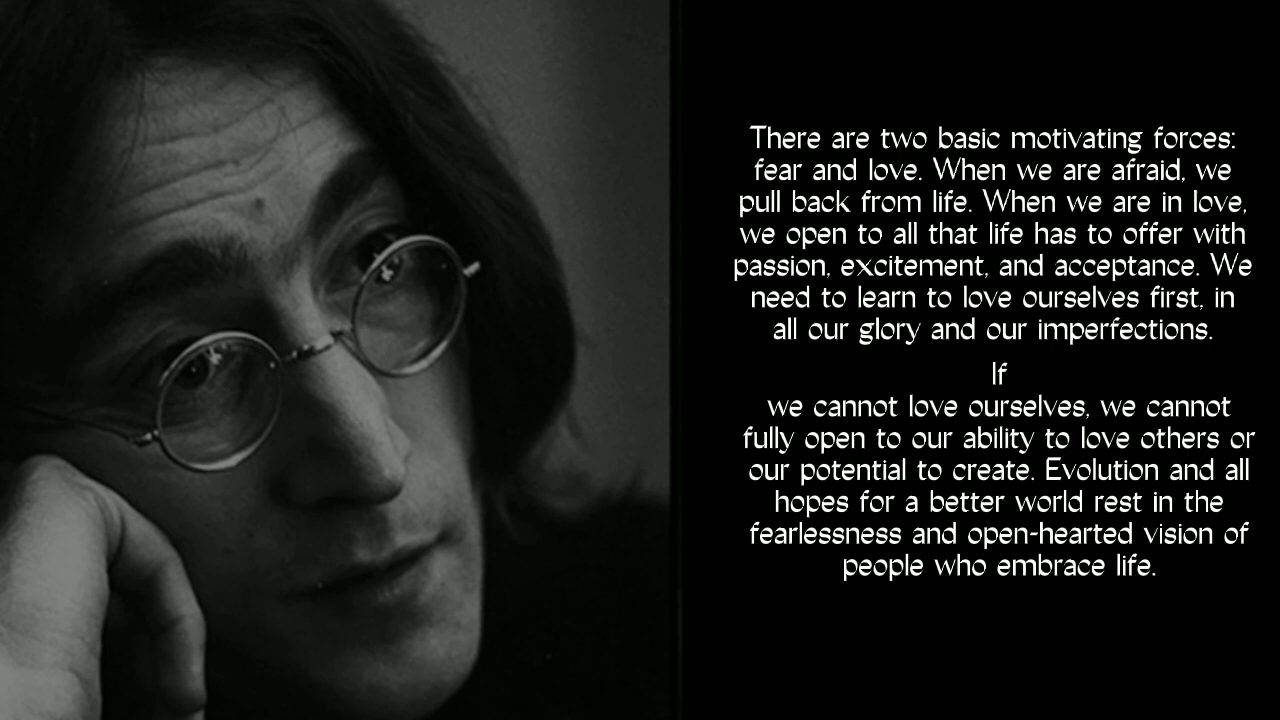 There are two basic motivating forces:
fear and love. When we are afraid, we
pull back from life. When we are in love,
we open to all that life has to offer with
passion, excitement, and acceptance. We
need to learn to love ourselves first, in
all our glory and our imperfections.
If
we cannot love ourselves, we cannot
fully open to our ability to love others or
our potential to create. Evolution and all
hopes for a better world rest in the
fearlessness and open-hearted vision of
people who embrace life.